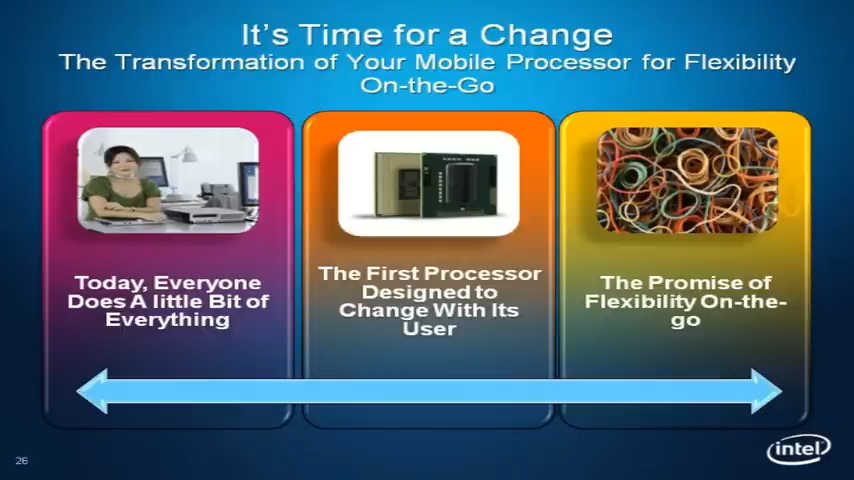 It's Time for a Change
The Transformation of Your Mobile Processor for Flexibility
On-the-Go
Today, Everyone
Does A little Bit of
Everything
The First Processor
Designed to
Change With Its
User
The Promise of
Flexibility On-the-
go
26
intel